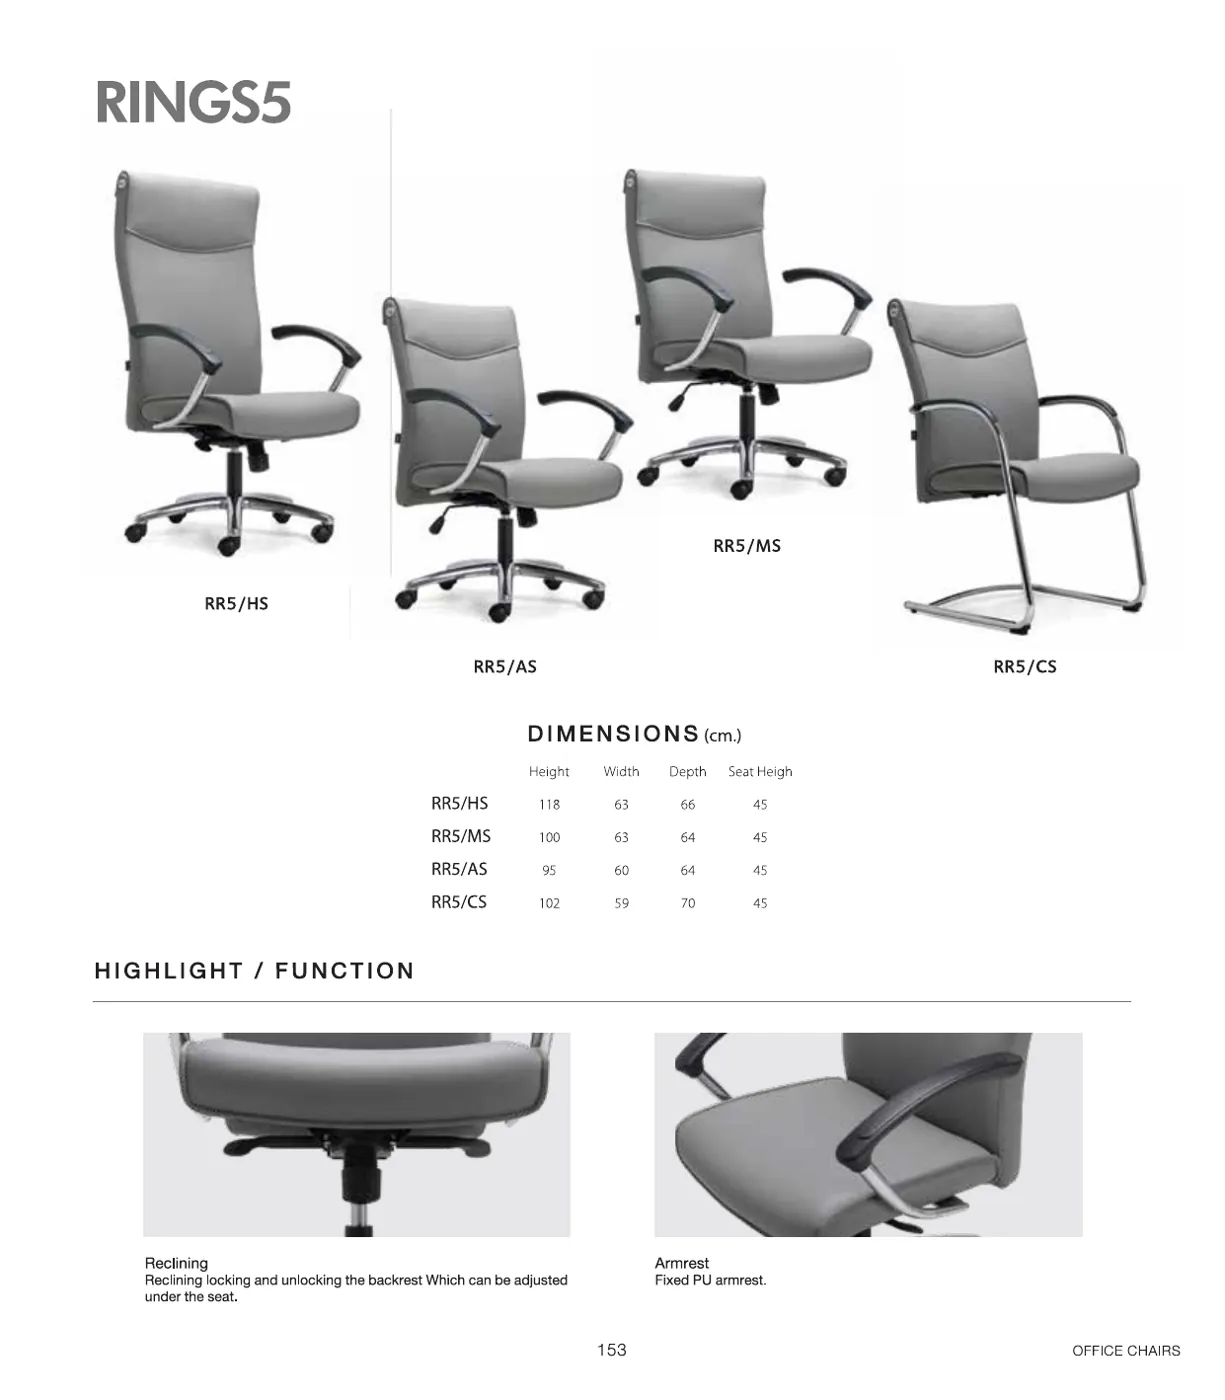 RINGS5
RR5/HS
RR5/AS
RR5/MS
RR5/CS
DIMENSIONS (cm.)
Height Width Depth Seat Heigh
RR5/HS 118 63 66 45
RR5/MS 100 63 64 45
RR5/AS 95 60 64 45
RR5/CS 102 59 70 45
HIGHLIGHT / FUNCTION
Reclining
Reclining locking and unlocking the backrest Which can be adjusted
under the seat.
Armrest
Fixed PU armrest.
153
OFFICE CHAIRS